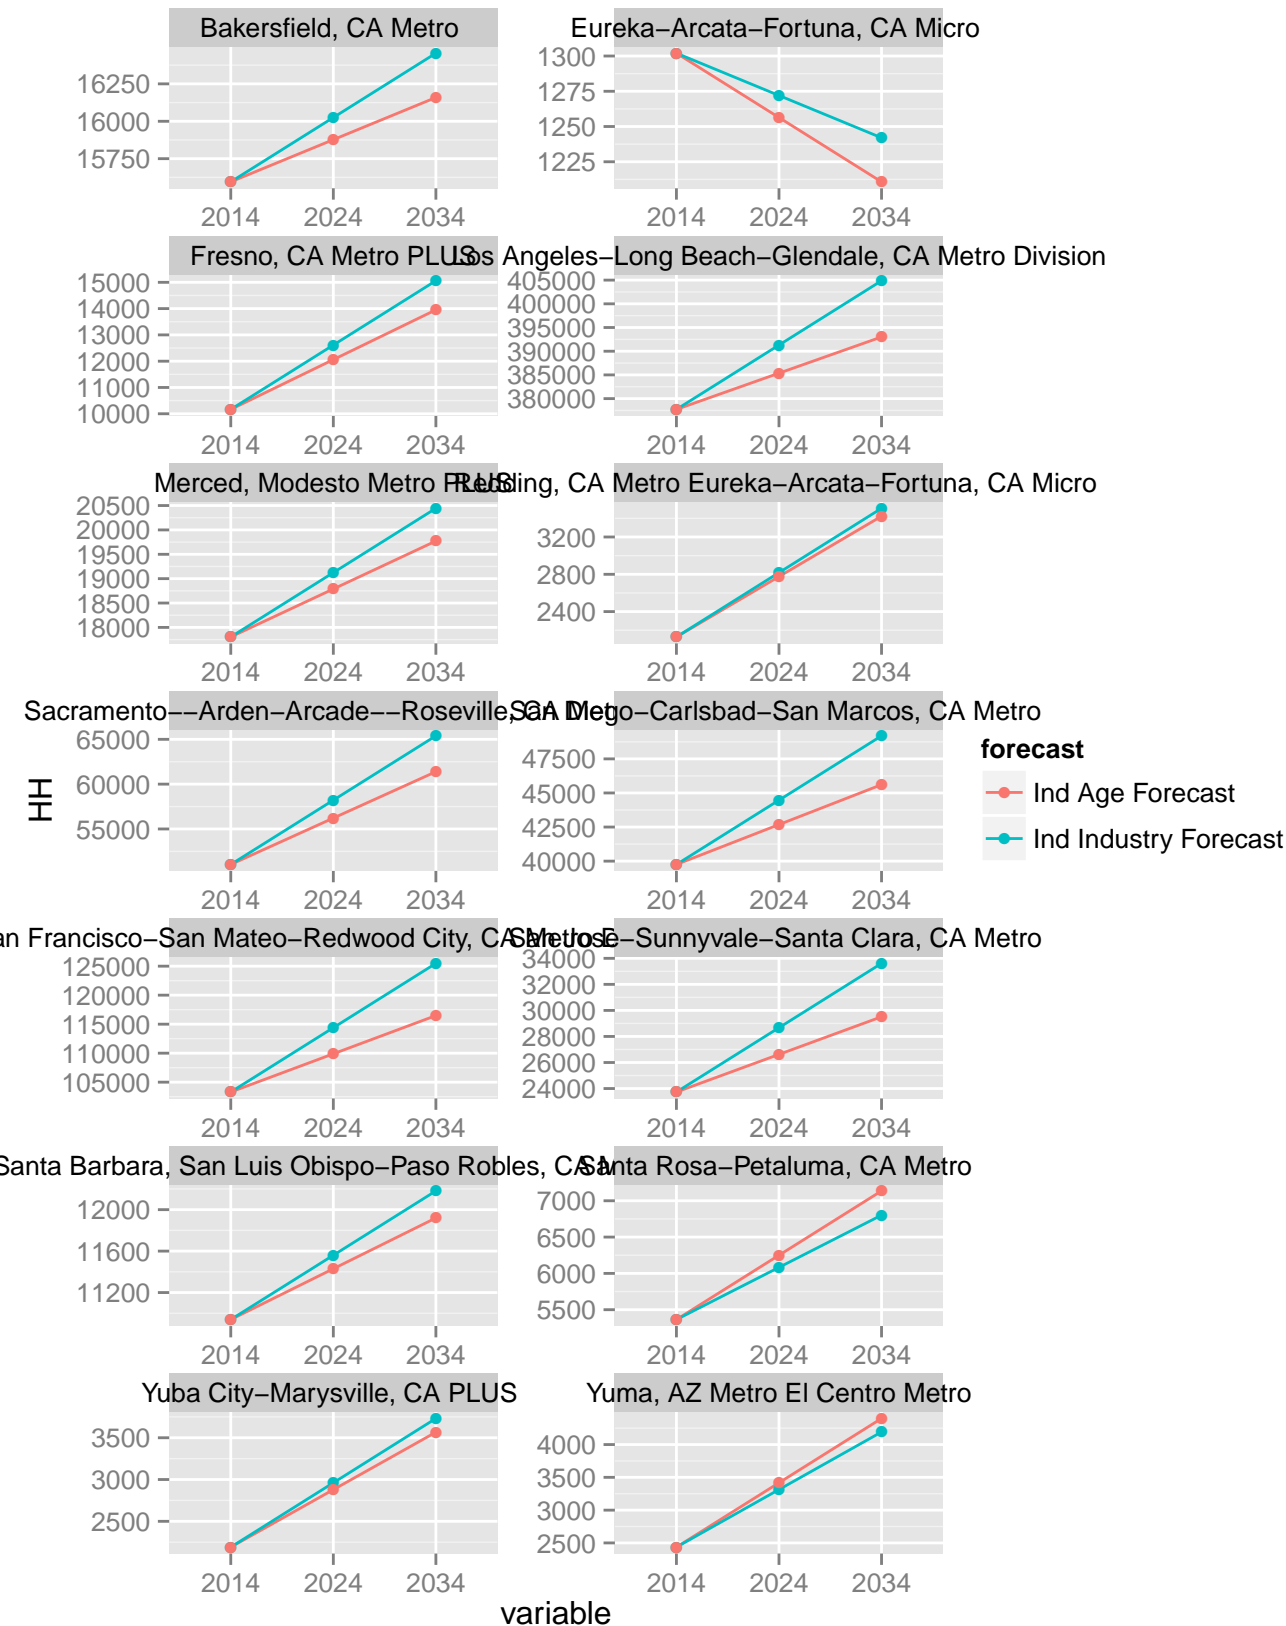 Bakersfield, CA Metro
Eureka−Arcata−Fortuna, CA Micro
16250
16000
15750
1300
1275
1250
1225
2014 2024 2034
2014 2024 2034
Fresno, CA Metro PLUS
Los Angeles−Long Beach−Glendale, CA Metro Division
15000
14000
13000
12000
11000
10000
405000
400000
395000
390000
385000
380000
2014 2024 2034
2014 2024 2034
Merced, Modesto Metro PLUS
Redding, CA Metro Eureka−Arcata−Fortuna, CA Micro
20500
20000
19500
19000
18500
18000
3200
2800
2400
2014 2024 2034
2014 2024 2034
Sacramento−−Arden−Arcade−−Roseville, CA Metro
San Diego−Carlsbad−San Marcos, CA Metro
65000
60000
55000
47500
45000
42500
40000
2014 2024 2034
2014 2024 2034
HH
forecast
Ind Age Forecast
Ind Industry Forecast
an Francisco−San Mateo−Redwood City, CA Metro D
San Jose−Sunnyvale−Santa Clara, CA Metro
125000
120000
115000
110000
105000
34000
32000
30000
28000
26000
24000
2014 2024 2034
2014 2024 2034
Santa Barbara, San Luis Obispo−Paso Robles, CA M
Santa Rosa−Petaluma, CA Metro
12000
11600
11200
7000
6500
6000
5500
2014 2024 2034
2014 2024 2034
Yuba City−Marysville, CA PLUS
Yuma, AZ Metro El Centro Metro
3500
3000
2500
4000
3500
3000
2500
2014 2024 2034
2014 2024 2034
variable